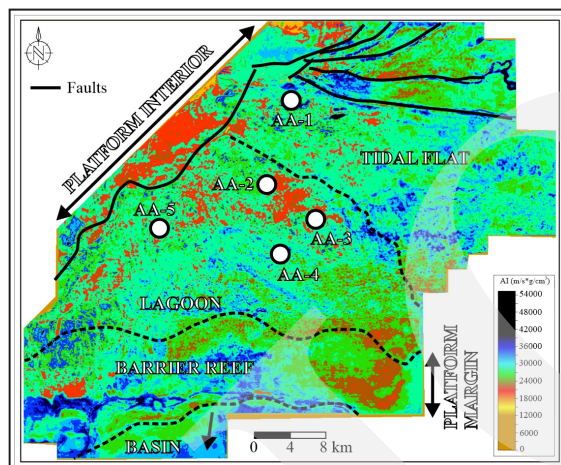 N
Faults
PLATFORM INTERIOR
AA-1
TIDAL FLAT
AA-2
AA-5
AA-3
AA-4
LAGOON
BARRIER REEF
BASIN
PLATFORM
MARGIN
0 4 8 km
AI (m/s*g/cm³)
54000
48000
42000
36000
30000
24000
18000
12000
6000
0